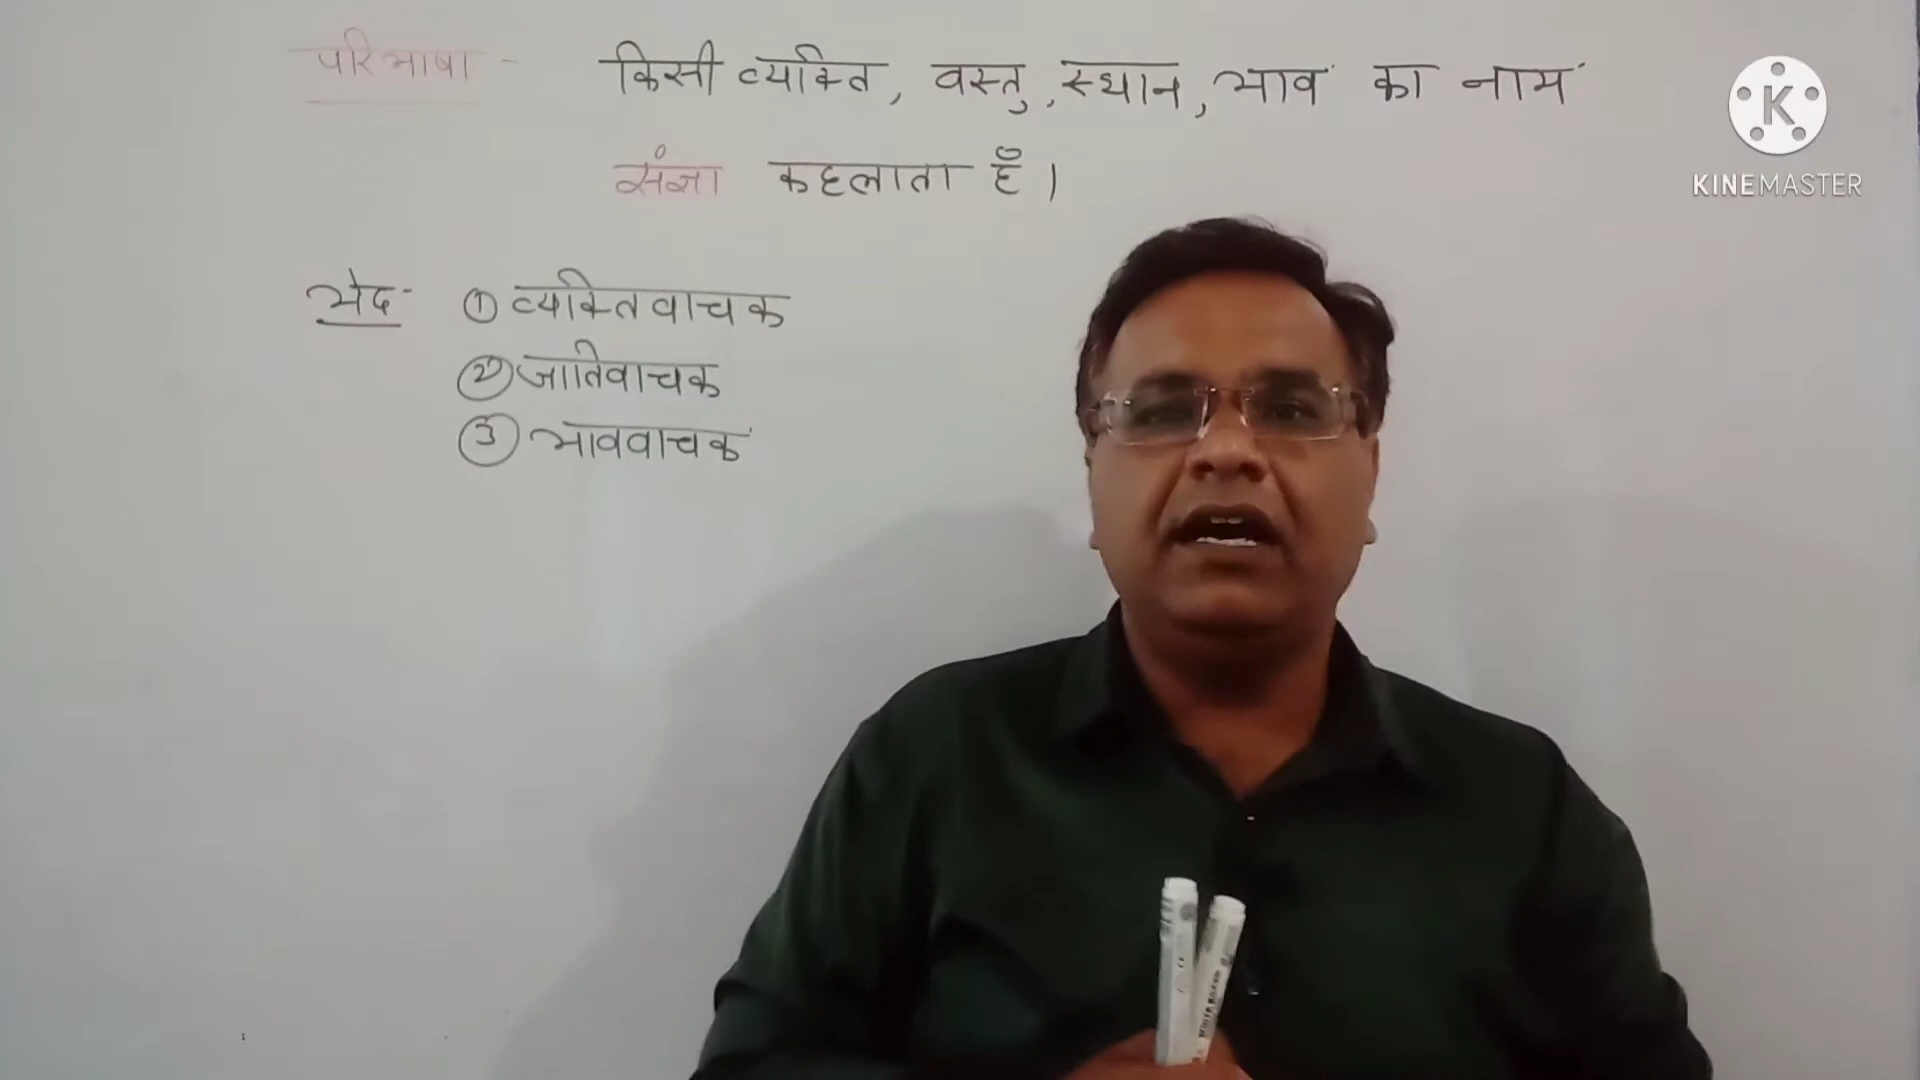 परिभाषा - किसी व्यक्ति, वस्तु, स्थान, भाव का नाम
संज्ञा कहलाता है।
भेद- ① व्यक्तिवाचक
② जातिवाचक
③ भाववाचक
K
KINEMASTER